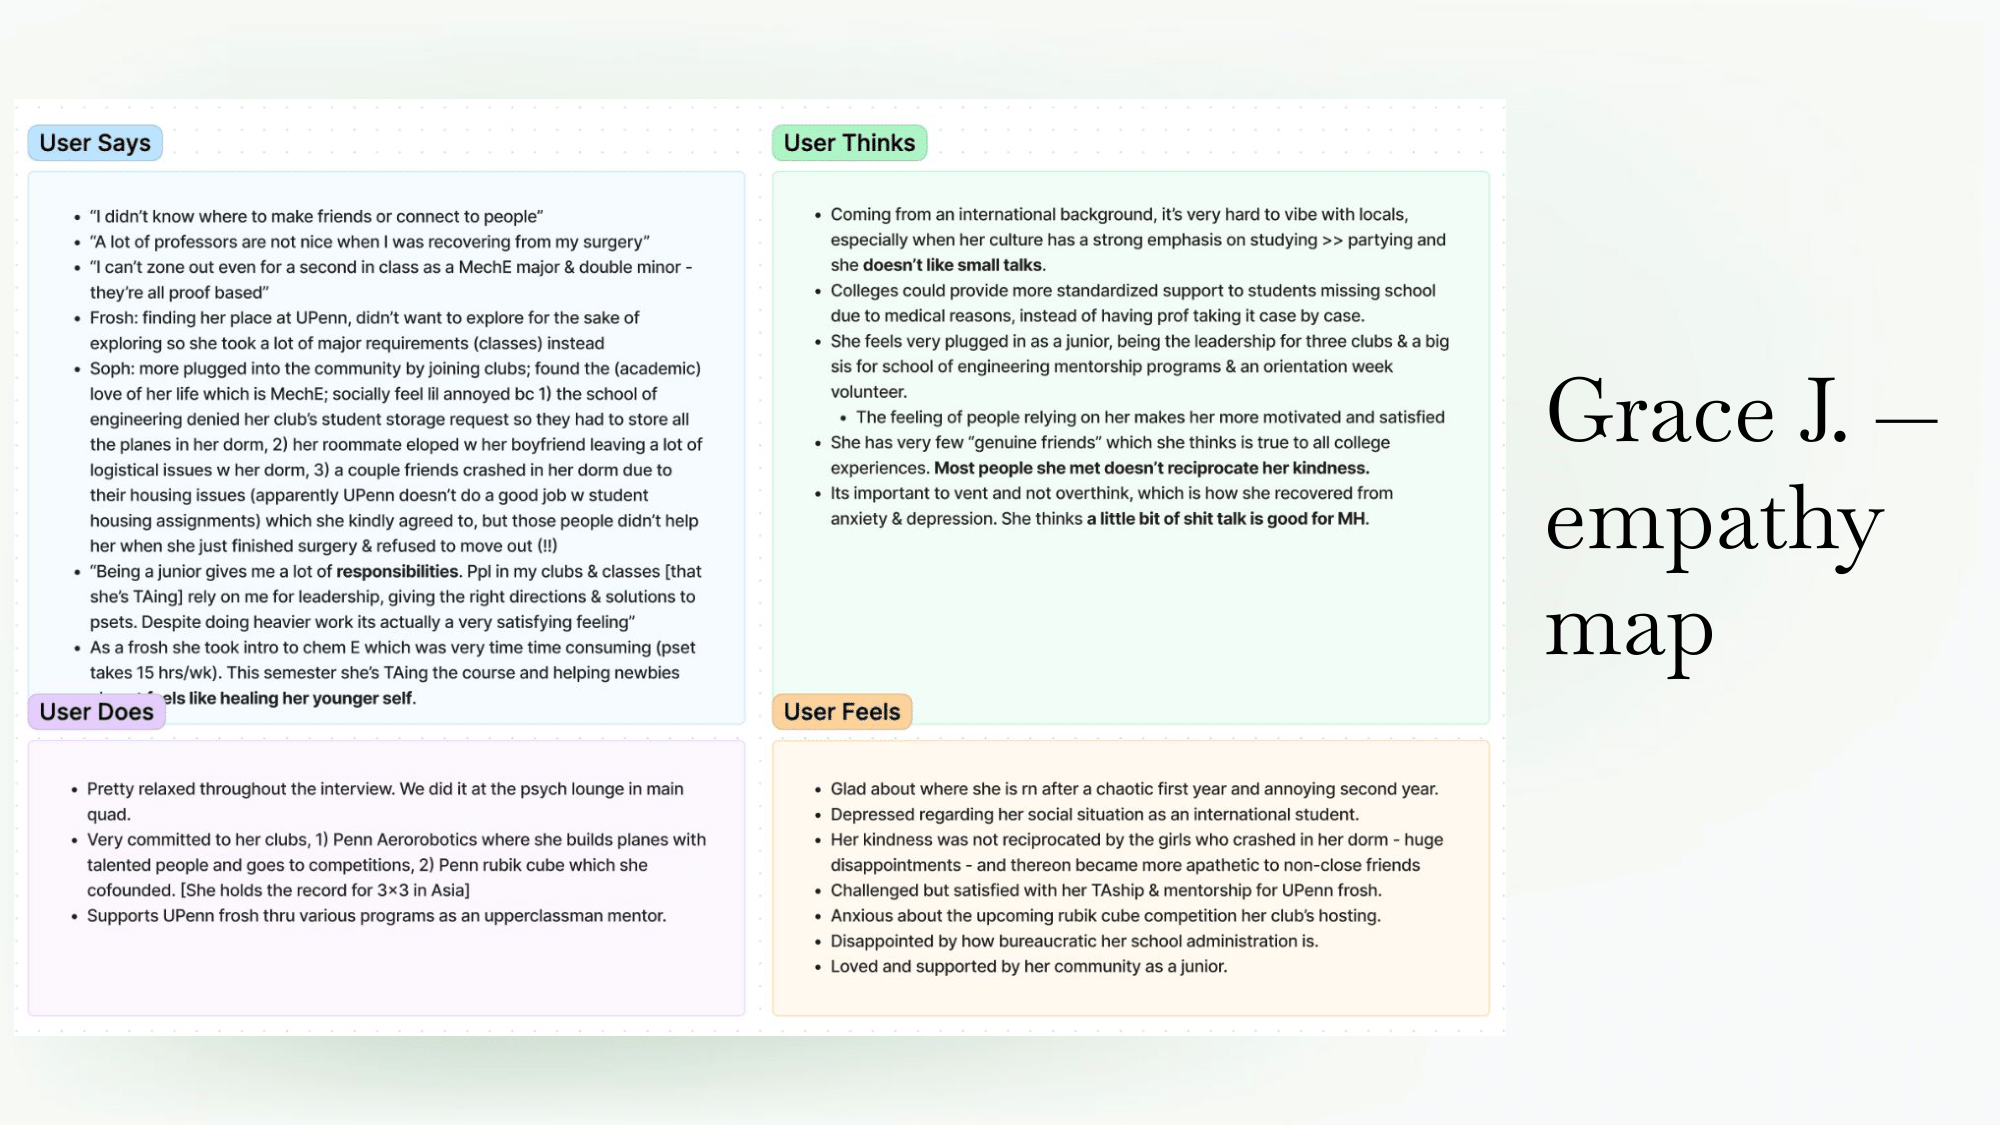 User Says
• “I didn’t know where to make friends or connect to people”
• “A lot of professors are not nice when I was recovering from my surgery”
• “I can’t zone out even for a second in class as a MechE major & double minor -
they’re all proof based”
• Frosh: finding her place at UPenn, didn’t want to explore for the sake of
exploring so she took a lot of major requirements (classes) instead
• Soph: more plugged into the community by joining clubs; found the (academic)
love of her life which is MechE; socially feel lil annoyed bc 1) the school of
engineering denied her club’s student storage request so they had to store all
the planes in her dorm, 2) her roommate eloped w her boyfriend leaving a lot of
logistical issues w her dorm, 3) a couple friends crashed in her dorm due to
their housing issues (apparently UPenn doesn’t do a good job w student
housing assignments) which she kindly agreed to, but those people didn’t help
her when she just finished surgery & refused to move out (!!)
• “Being a junior gives me a lot of responsibilities. Ppl in my clubs & classes [that
she’s TAing] rely on me for leadership, giving the right directions & solutions to
psets. Despite doing heavier work its actually a very satisfying feeling”
• As a frosh she took intro to chem E which was very time time consuming (pset
takes 15 hrs/wk). This semester she’s TAing the course and helping newbies
like healing her younger self.
User Thinks
• Coming from an international background, it’s very hard to vibe with locals,
especially when her culture has a strong emphasis on studying >> partying and
she doesn’t like small talks.
• Colleges could provide more standardized support to students missing school
due to medical reasons, instead of having prof taking it case by case.
• She feels very plugged in as a junior, being the leadership for three clubs & a big
sis for school of engineering mentorship programs & an orientation week
volunteer.
• The feeling of people relying on her makes her more motivated and satisfied
• She has very few “genuine friends” which she thinks is true to all college
experiences. Most people she met doesn’t reciprocate her kindness.
• Its important to vent and not overthink, which is how she recovered from
anxiety & depression. She thinks a little bit of shit talk is good for MH.
User Does
• Pretty relaxed throughout the interview. We did it at the psych lounge in main
quad.
• Very committed to her clubs, 1) Penn Aerorobotics where she builds planes with
talented people and goes to competitions, 2) Penn rubik cube which she
cofounded. [She holds the record for 3×3 in Asia]
• Supports UPenn frosh thru various programs as an upperclassman mentor.
User Feels
• Glad about where she is rn after a chaotic first year and annoying second year.
• Depressed regarding her social situation as an international student.
• Her kindness was not reciprocated by the girls who crashed in her dorm - huge
disappointments - and thereon became more apathetic to non-close friends
• Challenged but satisfied with her TAship & mentorship for UPenn frosh.
• Anxious about the upcoming rubik cube competition her club’s hosting.
• Disappointed by how bureaucratic her school administration is.
• Loved and supported by her community as a junior.
Grace J. —
empathy
map